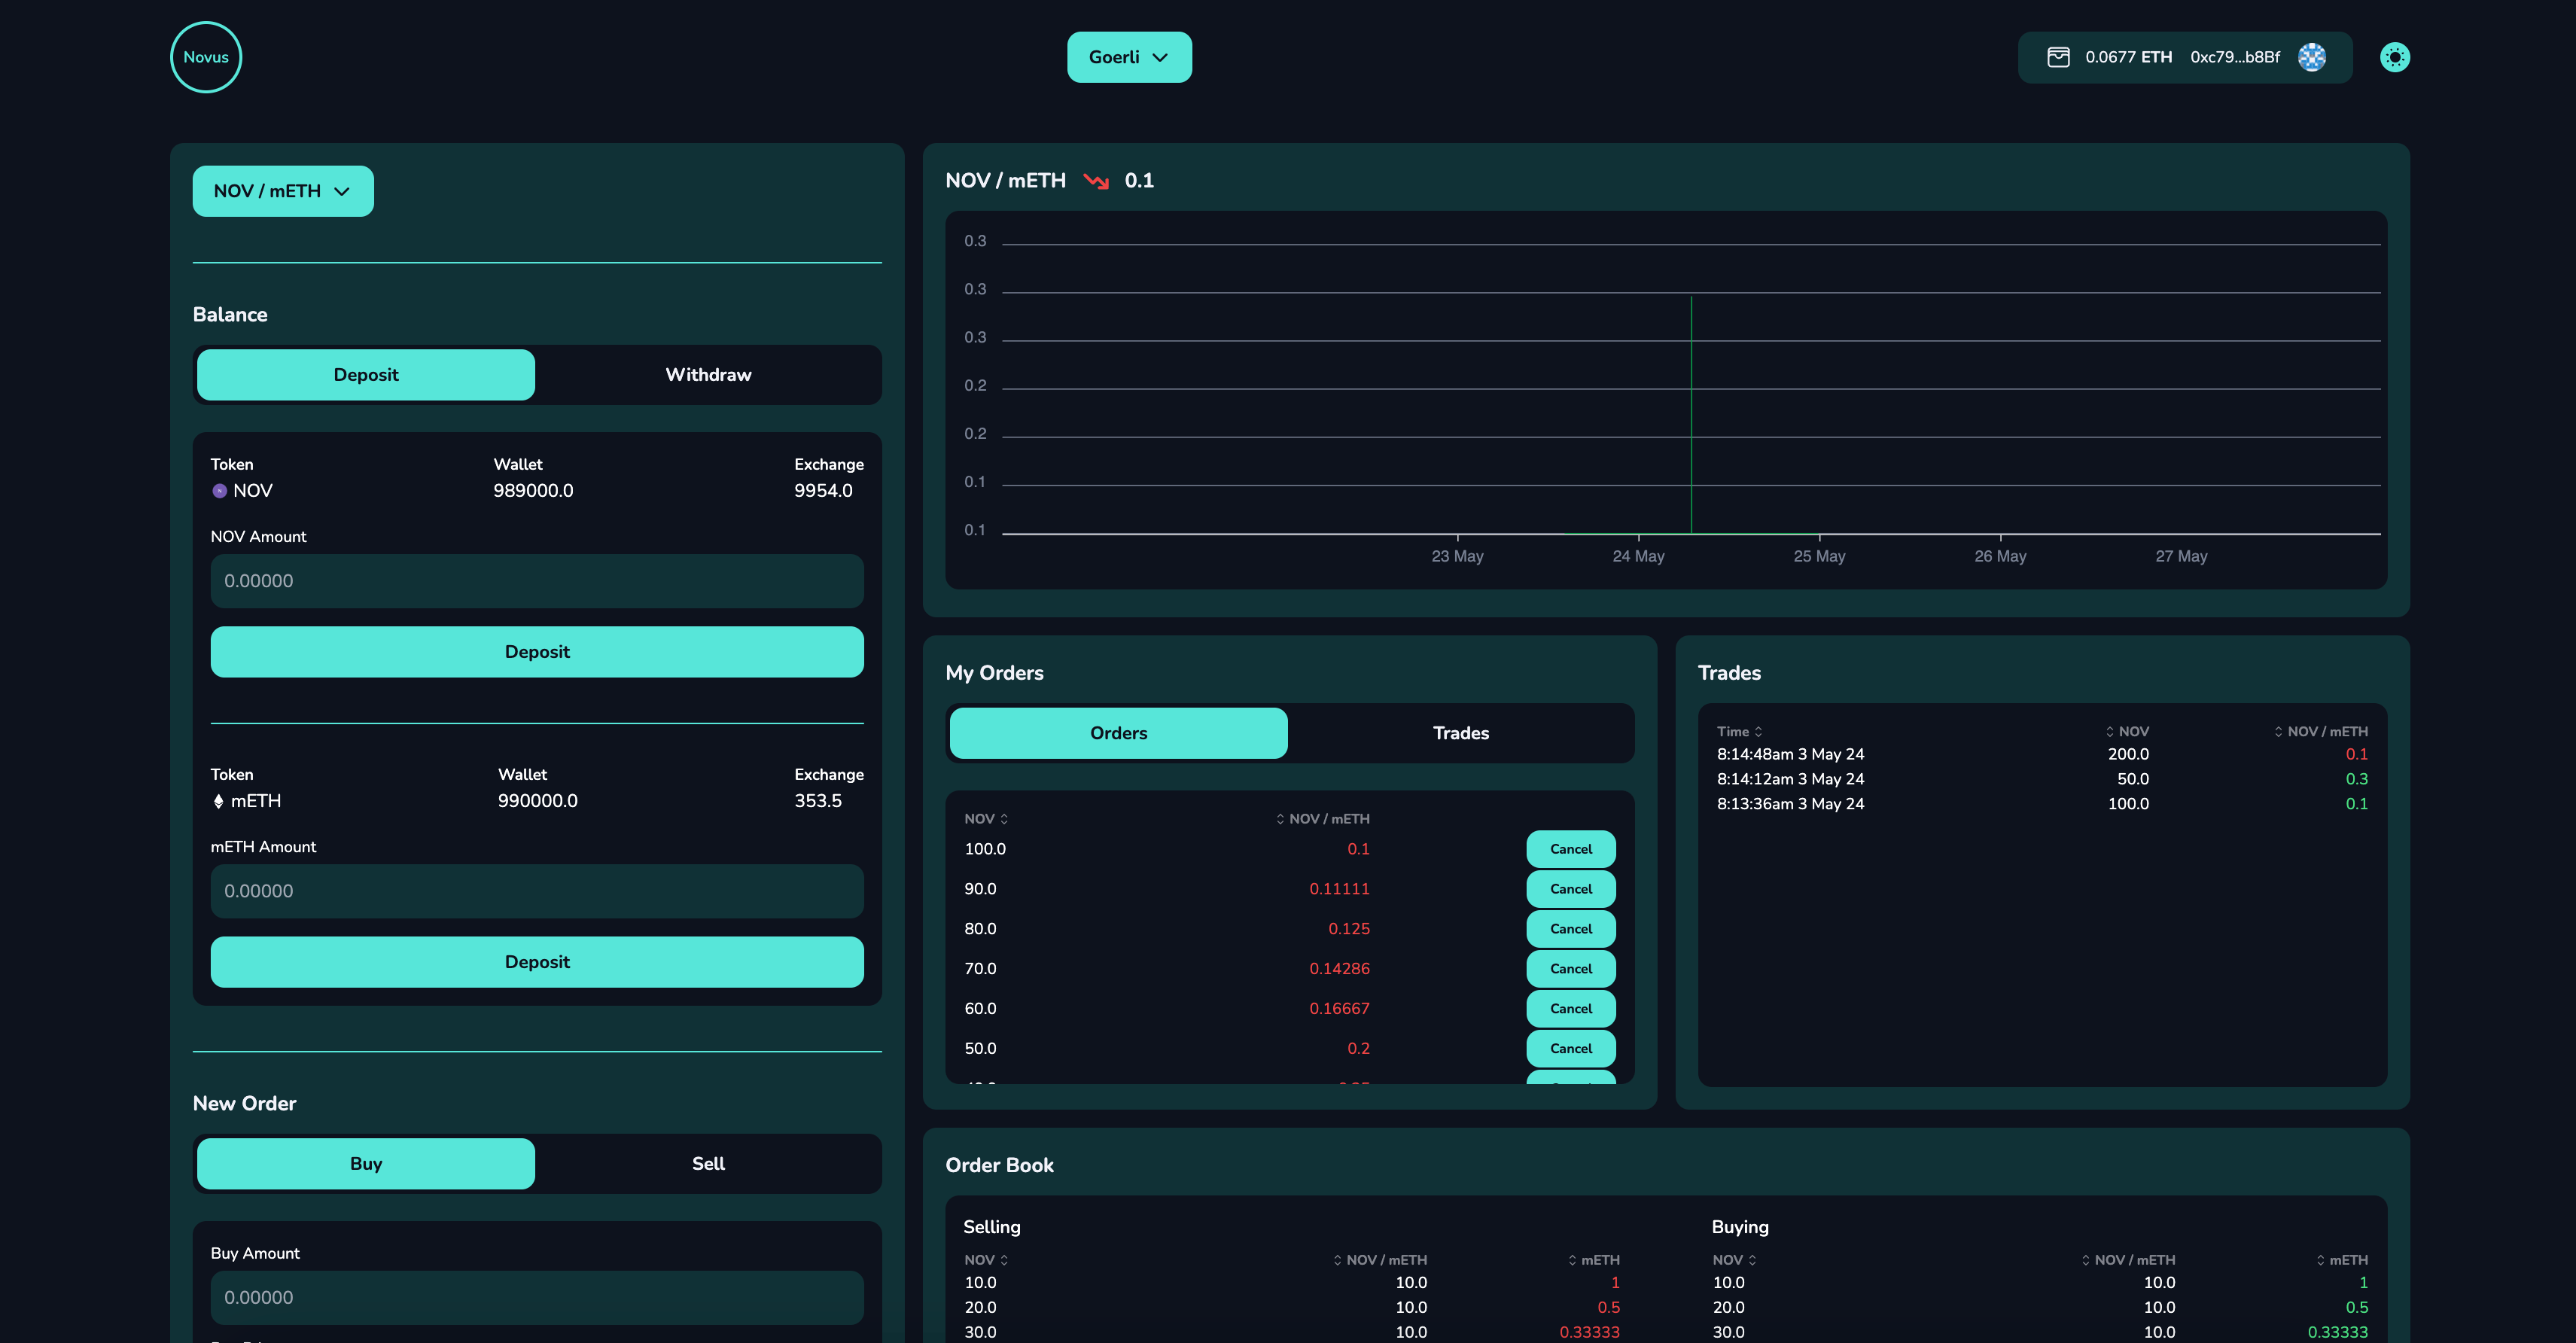 Novus
Goerli
0.0677 ETH 0xc79...b8Bf
NOV / mETH
Balance
Deposit Withdraw
Token Wallet Exchange
NOV 989000.0 9954.0
NOV Amount
0.00000
Deposit
Token Wallet Exchange
mETH 990000.0 353.5
mETH Amount
0.00000
Deposit
New Order
Buy Sell
Buy Amount
0.00000
NOV / mETH 0.1
0.3
0.3
0.3
0.2
0.2
0.1
0.1
23 May 24 May 25 May 26 May 27 May
My Orders
Orders Trades
NOV NOV / mETH
100.0 0.1 Cancel
90.0 0.11111 Cancel
80.0 0.125 Cancel
70.0 0.14286 Cancel
60.0 0.16667 Cancel
50.0 0.2 Cancel
Trades
Time NOV NOV / mETH
8:14:48am 3 May 24 200.0 0.1
8:14:12am 3 May 24 50.0 0.3
8:13:36am 3 May 24 100.0 0.1
Order Book
Selling
NOV NOV / mETH mETH
10.0 10.0 1
20.0 10.0 0.5
30.0 10.0 0.33333
Buying
NOV NOV / mETH mETH
10.0 10.0 1
20.0 10.0 0.5
30.0 10.0 0.33333